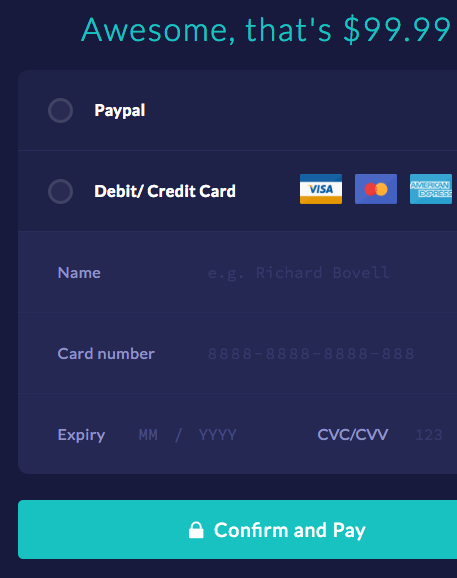 Awesome, that's $99.99
Paypal
Debit/ Credit Card VISA AMERICAN EXPRESS
Name e.g. Richard Bovell
Card number 8888-8888-8888-888
Expiry MM / YYYY CVC/CVV 123
Confirm and Pay